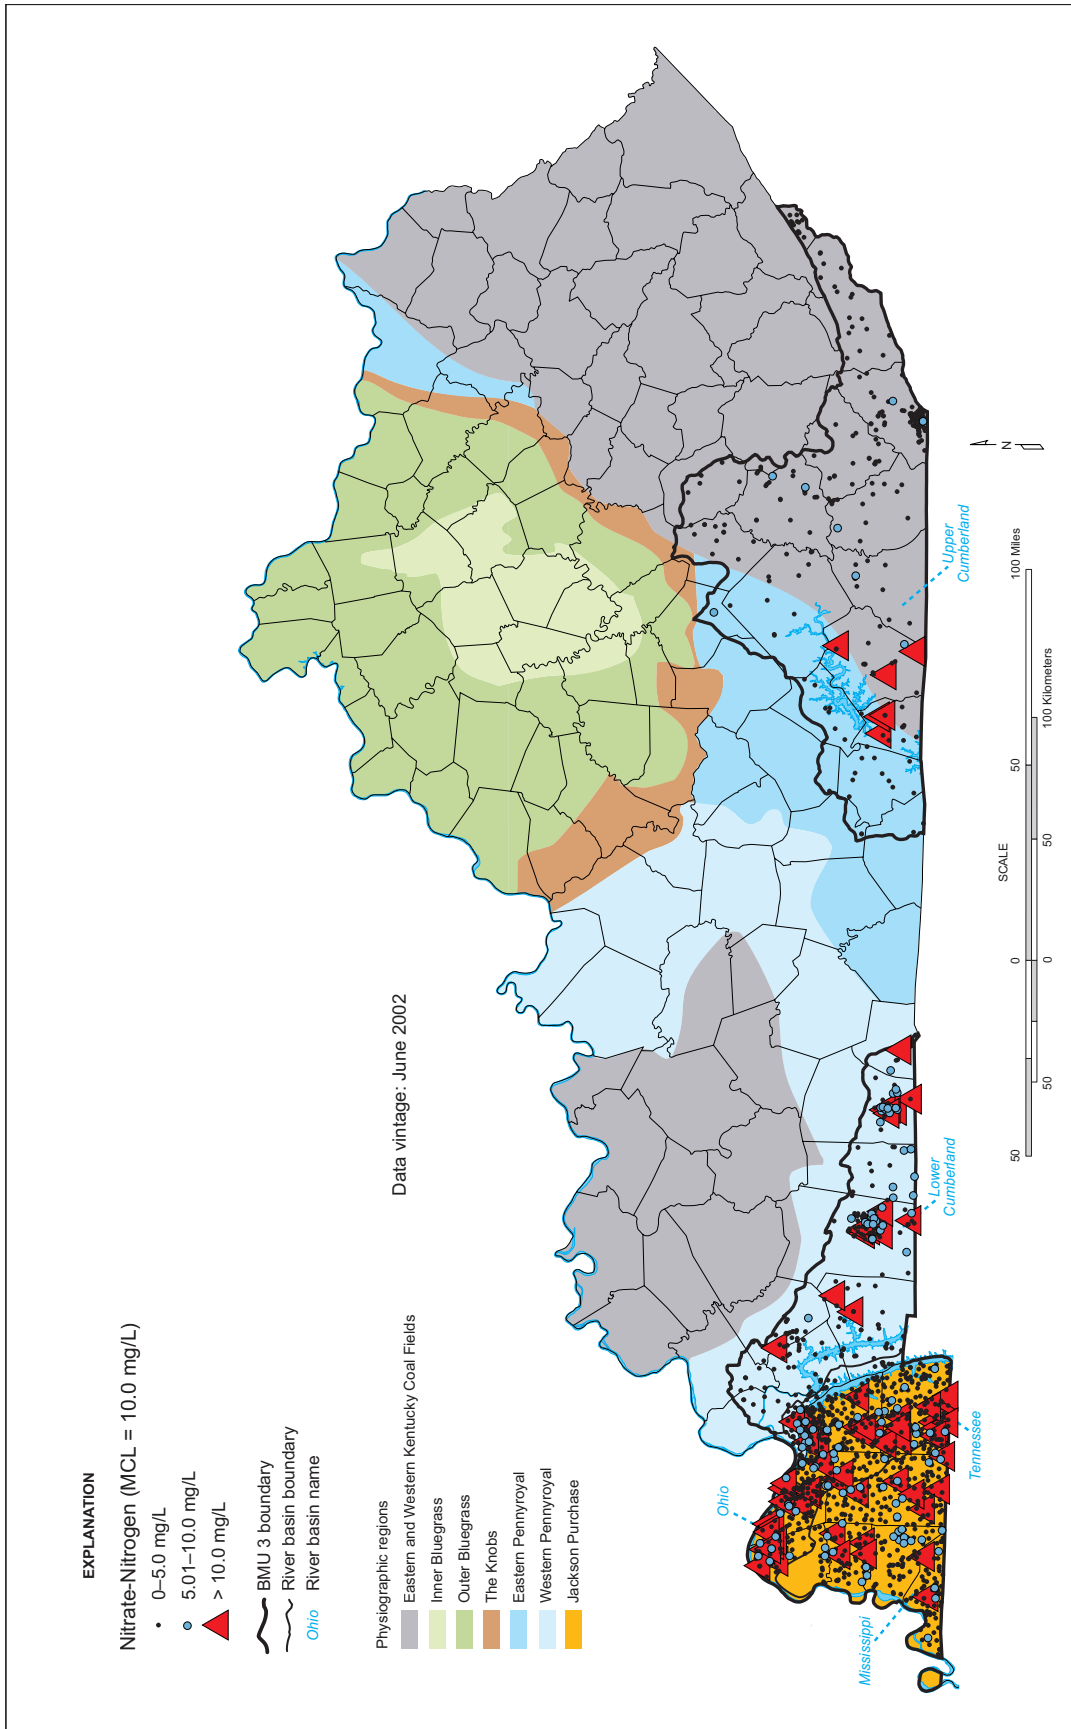 EXPLANATION
Nitrate-Nitrogen (MCL = 10.0 mg/L)
0–5.0 mg/L
5.01–10.0 mg/L
> 10.0 mg/L
BMU 3 boundary
River basin boundary
Ohio River basin name
Physiographic regions
Eastern and Western Kentucky Coal Fields
Inner Bluegrass
Outer Bluegrass
The Knobs
Eastern Pennyroyal
Western Pennyroyal
Jackson Purchase
Data vintage: June 2002
Ohio
Mississippi
Tennessee
Lower
Cumberland
Upper
Cumberland
N
SCALE
50 0 50 100 Miles
50 0 50 100 Kilometers